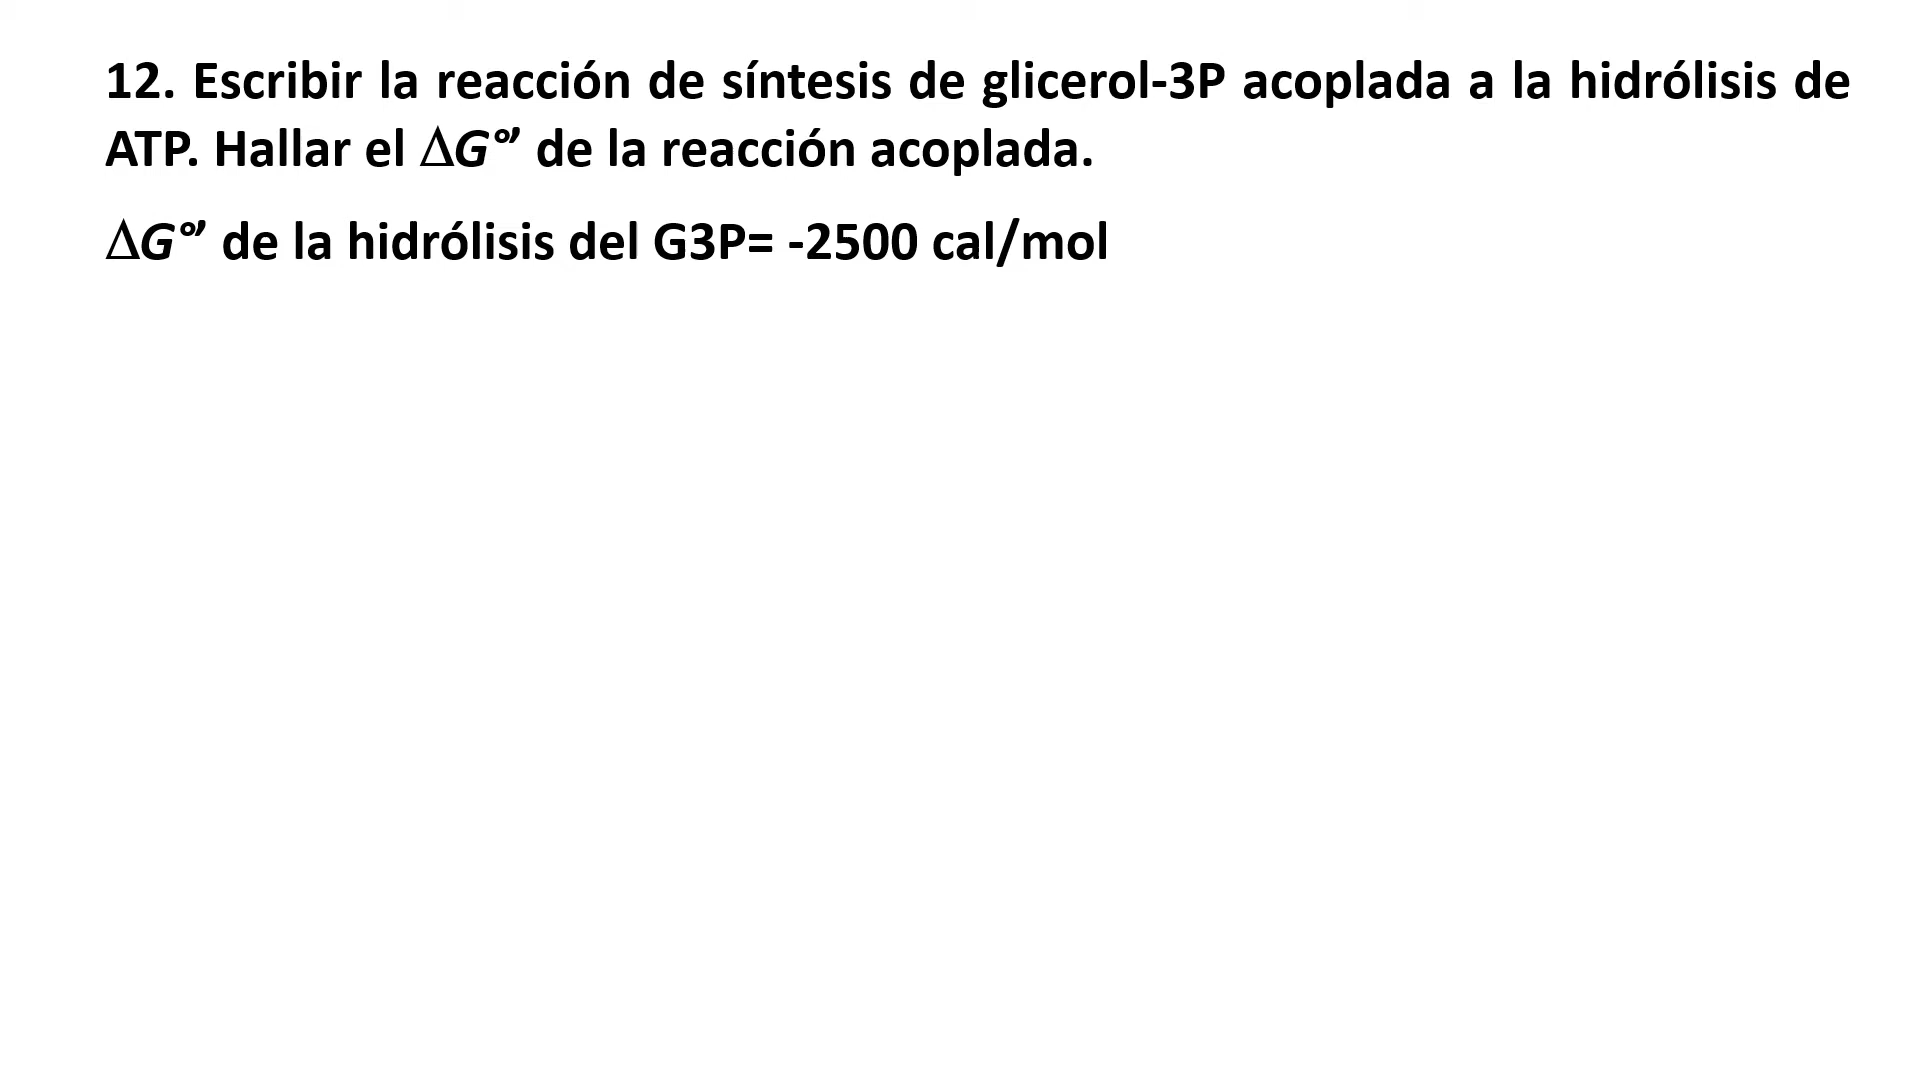 12. Escribir la reacción de síntesis de glicerol-3P acoplada a la hidrólisis de
ATP. Hallar el ΔG°’ de la reacción acoplada.
ΔG°’ de la hidrólisis del G3P= -2500 cal/mol